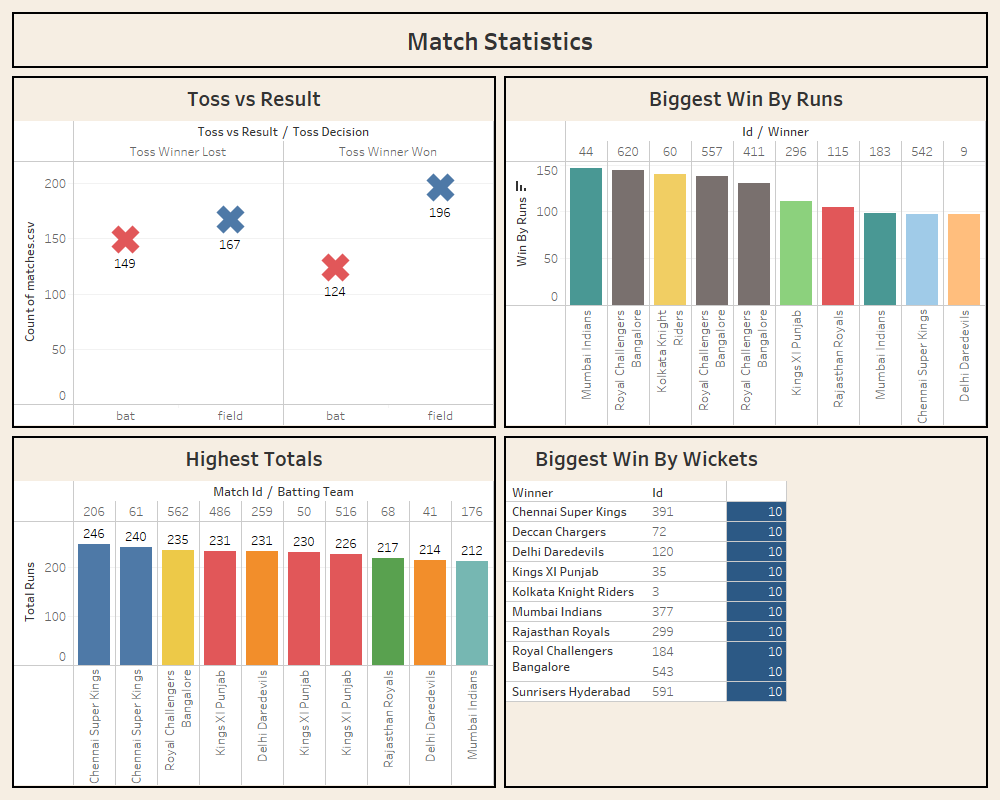 Match Statistics
Toss vs Result
Toss vs Result / Toss Decision
Toss Winner Lost
Toss Winner Won
Count of matches.csv
200
150
100
50
0
149
167
124
196
bat
field
bat
field
Biggest Win By Runs
Id / Winner
44
620
60
557
411
296
115
183
542
9
Win By Runs
150
100
50
0
Mumbai Indians
Royal Challengers
Bangalore
Kolkata Knight
Riders
Royal Challengers
Bangalore
Royal Challengers
Bangalore
Kings XI Punjab
Rajasthan Royals
Mumbai Indians
Chennai Super Kings
Delhi Daredevils
Highest Totals
Match Id / Batting Team
206
61
562
486
259
50
516
68
41
176
Total Runs
200
100
0
246
240
235
231
231
230
226
217
214
212
Chennai Super Kings
Chennai Super Kings
Royal Challengers
Bangalore
Kings XI Punjab
Delhi Daredevils
Kings XI Punjab
Kings XI Punjab
Rajasthan Royals
Delhi Daredevils
Mumbai Indians
Biggest Win By Wickets
Winner Id
Chennai Super Kings 391 10
Deccan Chargers 72 10
Delhi Daredevils 120 10
Kings XI Punjab 35 10
Kolkata Knight Riders 3 10
Mumbai Indians 377 10
Rajasthan Royals 299 10
Royal Challengers 184 10
Bangalore 543 10
Sunrisers Hyderabad 591 10